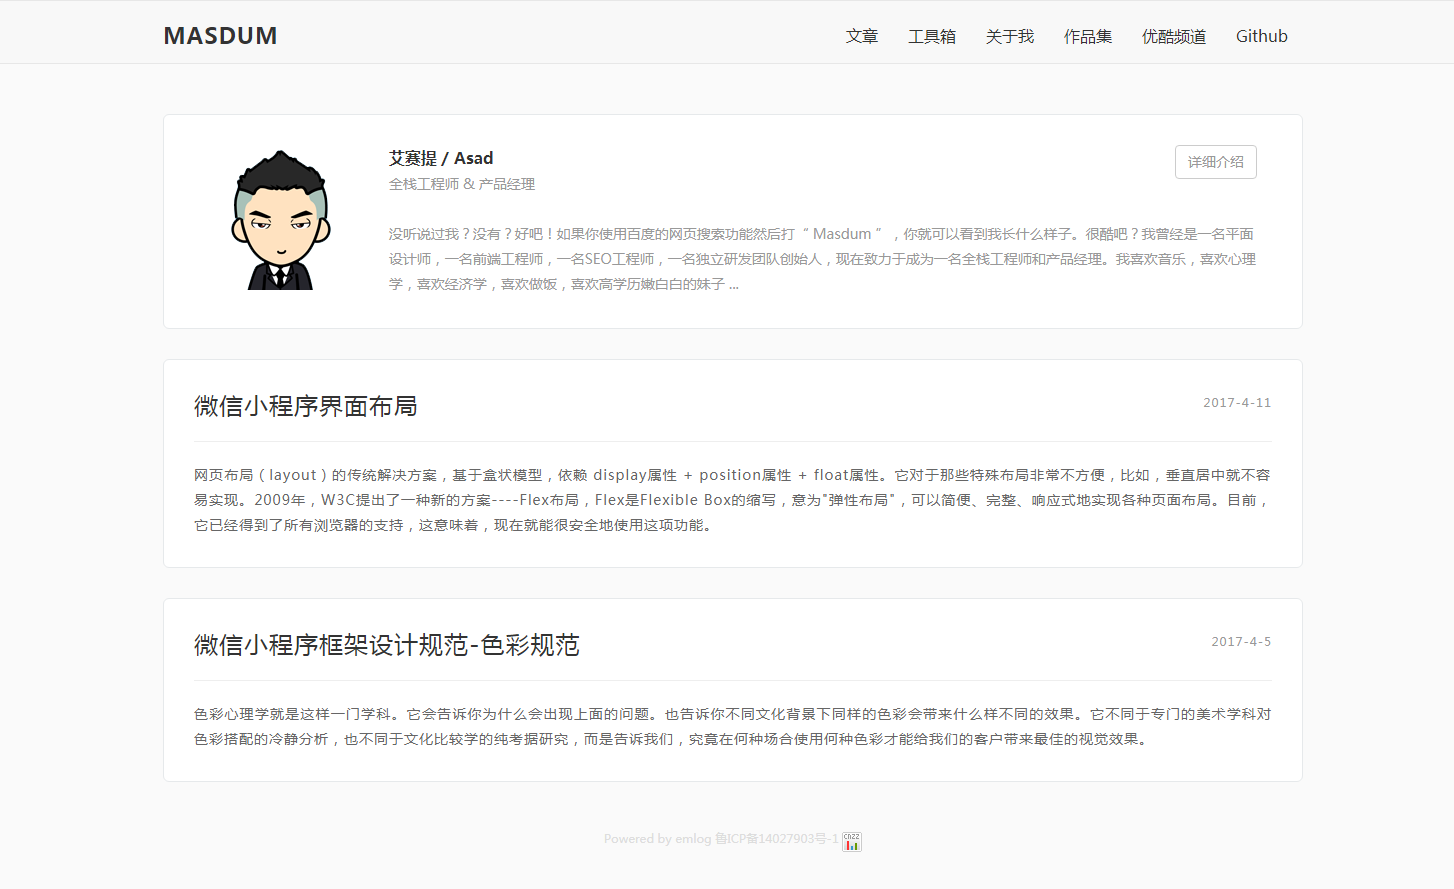 MASDUM
文章 工具箱 关于我 作品集 优酷频道 Github
艾赛提 / Asad
详细介绍
全栈工程师 & 产品经理
没听说过我？没有？好吧！如果你使用百度的网页搜索功能然后打“ Masdum ”，你就可以看到我长什么样子。很酷吧？我曾经是一名平面
设计师，一名前端工程师，一名SEO工程师，一名独立研发团队创始人，现在致力于成为一名全栈工程师和产品经理。我喜欢音乐，喜欢心理
学，喜欢经济学，喜欢做饭，喜欢高学历嫩白白的妹子 ...
微信小程序界面布局
2017-4-11
网页布局（layout）的传统解决方案，基于盒状模型，依赖 display属性 + position属性 + float属性。它对于那些特殊布局非常不方便，比如，垂直居中就不容
易实现。2009年，W3C提出了一种新的方案----Flex布局，Flex是Flexible Box的缩写，意为"弹性布局"，可以简便、完整、响应式地实现各种页面布局。目前，
它已经得到了所有浏览器的支持，这意味着，现在就能很安全地使用这项功能。
微信小程序框架设计规范-色彩规范
2017-4-5
色彩心理学就是这样一门学科。它会告诉你为什么会出现上面的问题。也告诉你不同文化背景下同样的色彩会带来什么样不同的效果。它不同于专门的美术学科对
色彩搭配的冷静分析，也不同于文化比较学的纯考据研究，而是告诉我们，究竟在何种场合使用何种色彩才能给我们的客户带来最佳的视觉效果。
Powered by emlog 鲁ICP备14027903号-1 CNZZ